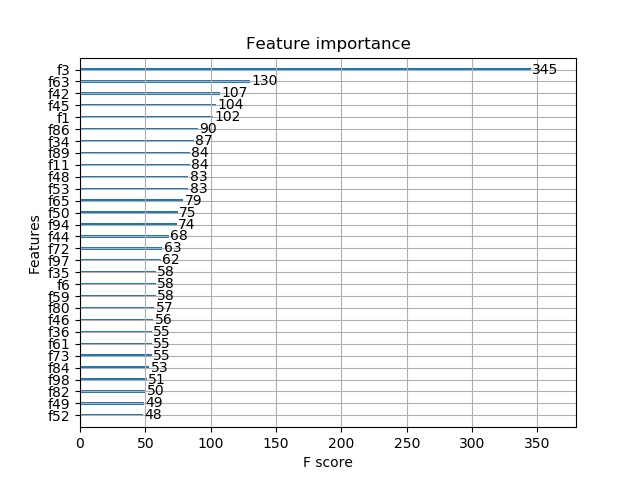 Feature importance
f3 345
f63 130
f42 107
f45 104
f1 102
f86 90
f34 87
f89 84
f11 84
f48 83
f53 83
f65 79
f50 75
f94 74
f44 68
f72 63
f97 62
f35 58
f6 58
f59 58
f80 57
f46 56
f36 55
f61 55
f73 55
f84 53
f98 51
f82 50
f49 49
f52 48
Features
0 50 100 150 200 250 300 350
F score